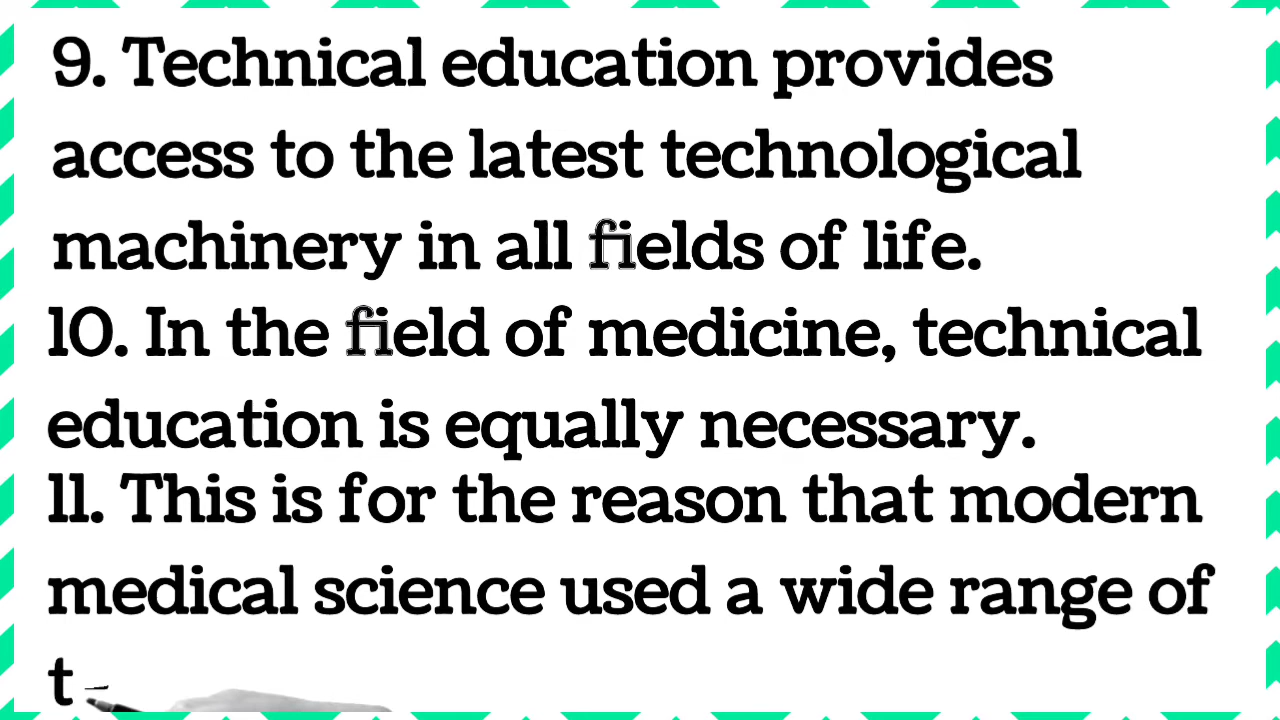 9. Technical education provides
access to the latest technological
machinery in all fields of life.
10. In the field of medicine, technical
education is equally necessary.
11. This is for the reason that modern
medical science used a wide range of
t